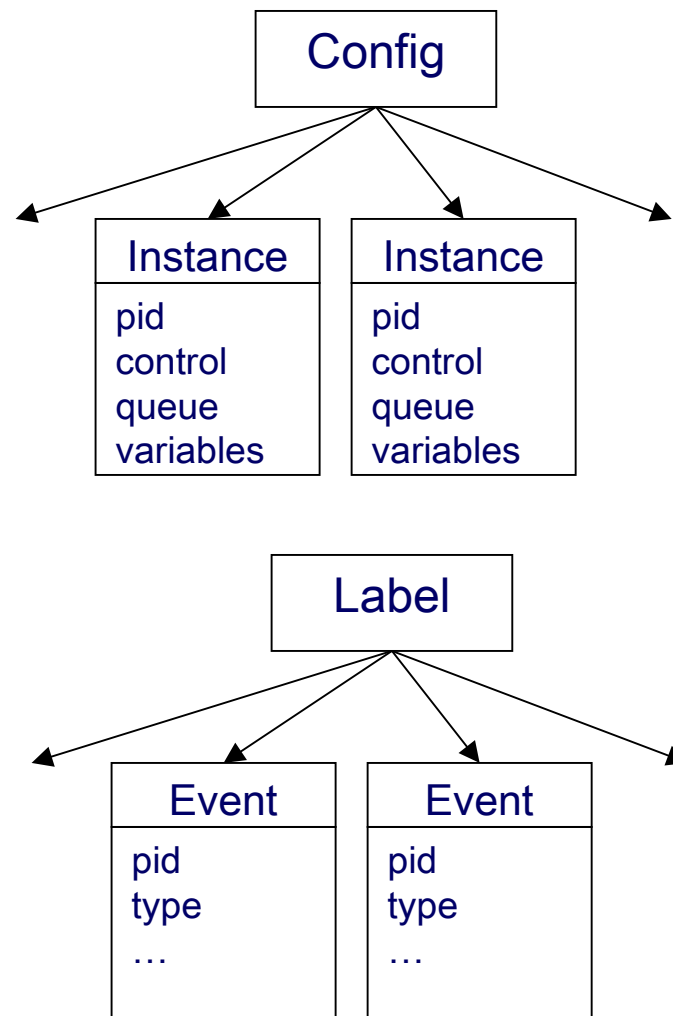 Config
Instance
pid
control
queue
variables
Instance
pid
control
queue
variables
Label
Event
pid
type
…
Event
pid
type
…